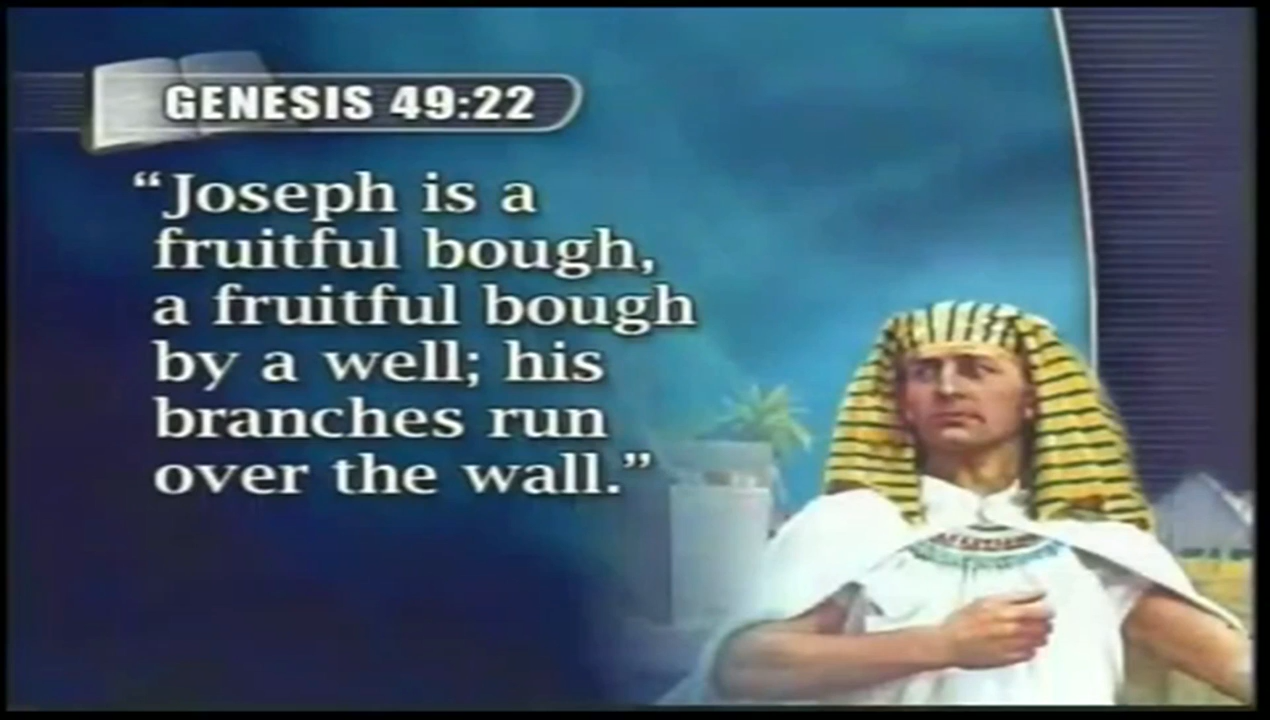 GENESIS 49:22
“Joseph is a
fruitful bough,
a fruitful bough
by a well; his
branches run
over the wall.”